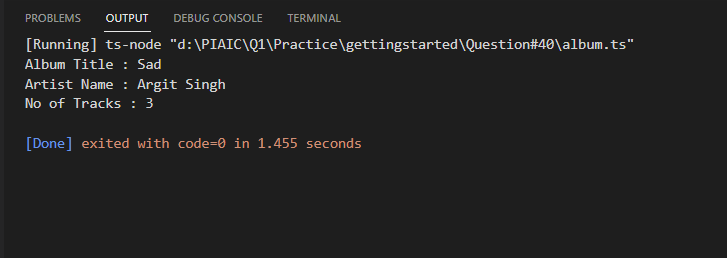 PROBLEMS OUTPUT DEBUG CONSOLE TERMINAL
[Running] ts-node "d:\PIAIC\Q1\Practice\gettingstarted\Question#40\album.ts"
Album Title : Sad
Artist Name : Argit Singh
No of Tracks : 3
[Done] exited with code=0 in 1.455 seconds